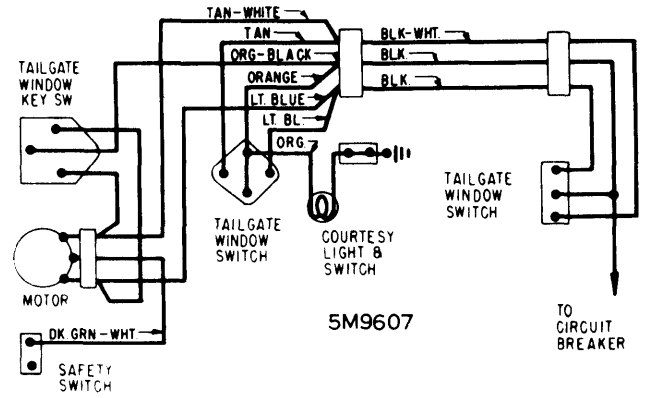 TAN-WHITE
TAN
ORG-BLACK
ORANGE
LT. BLUE
LT. BL.
ORG.
BLK-WHT.
BLK.
BLK.
TAILGATE
WINDOW
KEY SW
TAILGATE
WINDOW
SWITCH
COURTESY
LIGHT &
SWITCH
TAILGATE
WINDOW
SWITCH
MOTOR
DK. GRN-WHT.
SAFETY
SWITCH
5M9607
TO
CIRCUIT
BREAKER